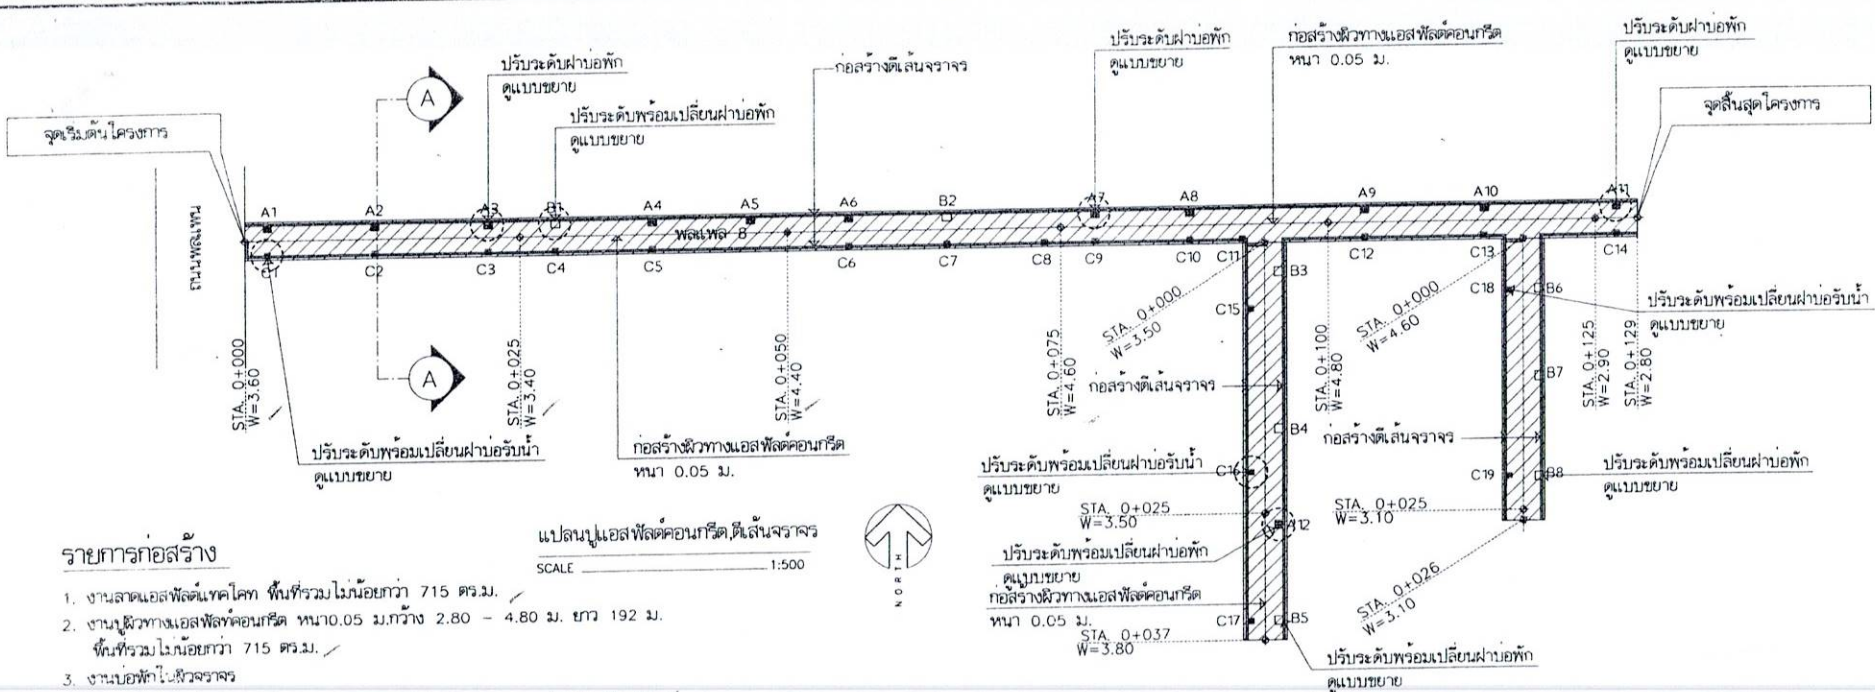 ปรับระดับฝาบ่อพัก
ดูแบบขยาย
ก่อสร้างตีเส้นจราจร
ปรับระดับฝาบ่อพัก
ดูแบบขยาย
ก่อสร้างผิวทางแอสฟัลต์คอนกรีต
หนา 0.05 ม.
ปรับระดับฝาบ่อพัก
ดูแบบขยาย
A
ปรับระดับพร้อมเปลี่ยนฝาบ่อพัก
ดูแบบขยาย
จุดเริ่มต้นโครงการ
จุดสิ้นสุดโครงการ
A1
A2
A3
B1
A4
A5
A6
B2
A7
A8
A9
A10
A11
พลแพล 8
C1
C2
C3
C4
C5
C6
C7
C8
C9
C10
C11
C12
C13
C14
B3
C15
B4
C16
A12
C17
B5
C18
B6
B7
C19
B8
STA. 0+000
W=3.60
A
STA. 0+025
W=3.40
STA. 0+050
W=4.40
STA. 0+075
W=4.60
STA. 0+000
W=3.50
STA. 0+100
W=4.80
STA. 0+000
W=4.60
STA. 0+125
W=2.90
STA. 0+129
W=2.80
ปรับระดับพร้อมเปลี่ยนฝาบ่อรับน้ำ
ดูแบบขยาย
ก่อสร้างตีเส้นจราจร
ก่อสร้างตีเส้นจราจร
ปรับระดับพร้อมเปลี่ยนฝาบ่อรับน้ำ
ดูแบบขยาย
ก่อสร้างผิวทางแอสฟัลต์คอนกรีต
หนา 0.05 ม.
ปรับระดับพร้อมเปลี่ยนฝาบ่อรับน้ำ
ดูแบบขยาย
ปรับระดับพร้อมเปลี่ยนฝาบ่อพัก
ดูแบบขยาย
STA. 0+025
W=3.50
STA. 0+025
W=3.10
ปรับระดับพร้อมเปลี่ยนฝาบ่อพัก
ดูแบบขยาย
ก่อสร้างผิวทางแอสฟัลต์คอนกรีต
หนา 0.05 ม.
STA. 0+037
W=3.80
STA. 0+026
W=3.10
ปรับระดับพร้อมเปลี่ยนฝาบ่อพัก
ดูแบบขยาย
แปลนปูแอสฟัลต์คอนกรีต,ตีเส้นจราจร
SCALE 1:500
NORTH
รายการก่อสร้าง
1. งานลาดแอสฟัลต์แทคโคท พื้นที่รวมไม่น้อยกว่า 715 ตร.ม.
2. งานปูผิวทางแอสฟัลท์คอนกรีต หนา0.05 ม.กว้าง 2.80 - 4.80 ม. ยาว 192 ม.
พื้นที่รวมไม่น้อยกว่า 715 ตร.ม.
3. งานบ่อพักในผิวจราจร